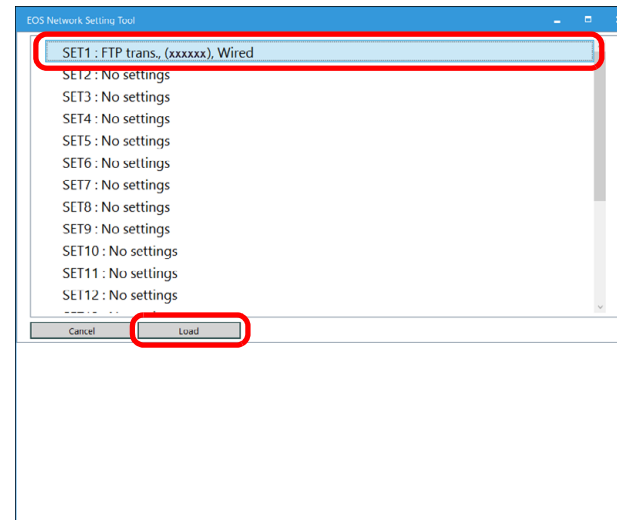 EOS Network Setting Tool
SET1 : FTP trans., (xxxxxx), Wired
SET2 : No settings
SET3 : No settings
SET4 : No settings
SET5 : No settings
SET6 : No settings
SET7 : No settings
SET8 : No settings
SET9 : No settings
SET10 : No settings
SET11 : No settings
SET12 : No settings
Cancel Load